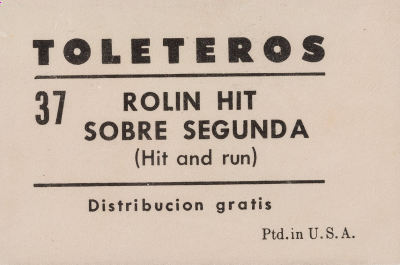 TOLETEROS
37 ROLIN HIT
SOBRE SEGUNDA
(Hit and run)
Distribucion gratis
Ptd. in U. S. A.